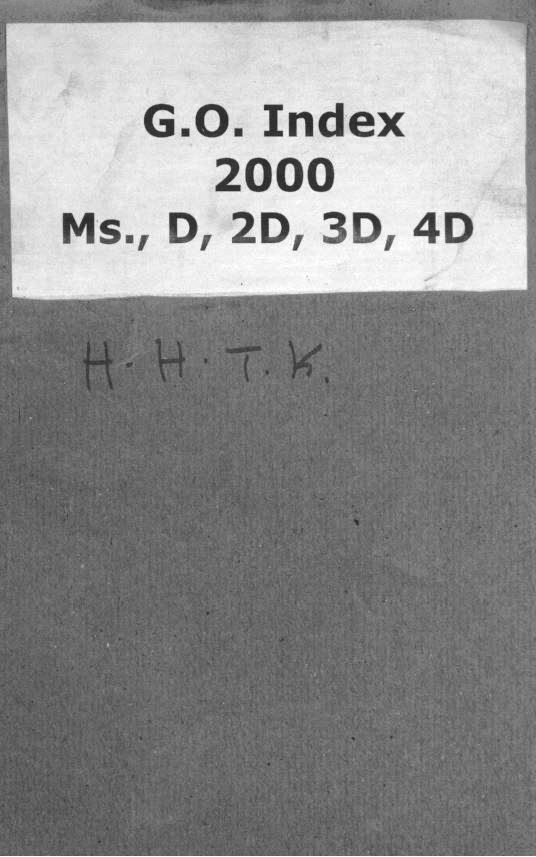 G.O. Index
2000
Ms., D, 2D, 3D, 4D
H. H. T. K.